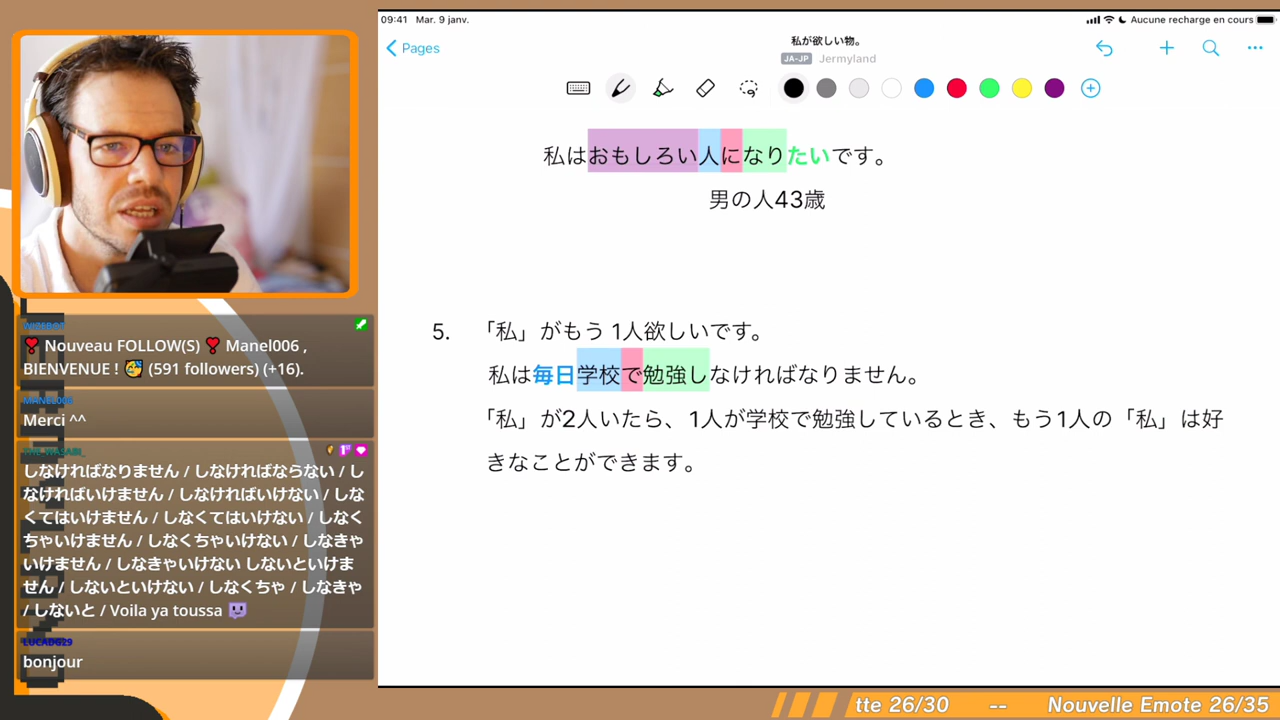 09:41 Mar. 9 janv.
Aucune recharge en cours
Pages
私が欲しい物。
JA-JP Jermyland
私はおもしろい人になりたいです。
男の人43歳
5. 「私」がもう1人欲しいです。
私は毎日学校で勉強しなければなりません。
「私」が2人いたら、1人が学校で勉強しているとき、もう1人の「私」は好
きなことができます。
WIZEBOT
Nouveau FOLLOW(S) Manel006 ,
BIENVENUE ! (591 followers) (+16).
MANEL006
Merci ^^
THE_WASABI_
しなければなりません / しなければならない / し
なければいけません / しなければいけない / しな
くてはいけません / しなくてはいけない / しなく
ちゃいけません / しなくちゃいけない / しなきゃ
いけません / しなきゃいけない しないといけま
せん / しないといけない / しなくちゃ / しなきゃ
/ しないと / Voila ya toussa
LUCADG29
bonjour
tte 26/30 -- Nouvelle Emote 26/35